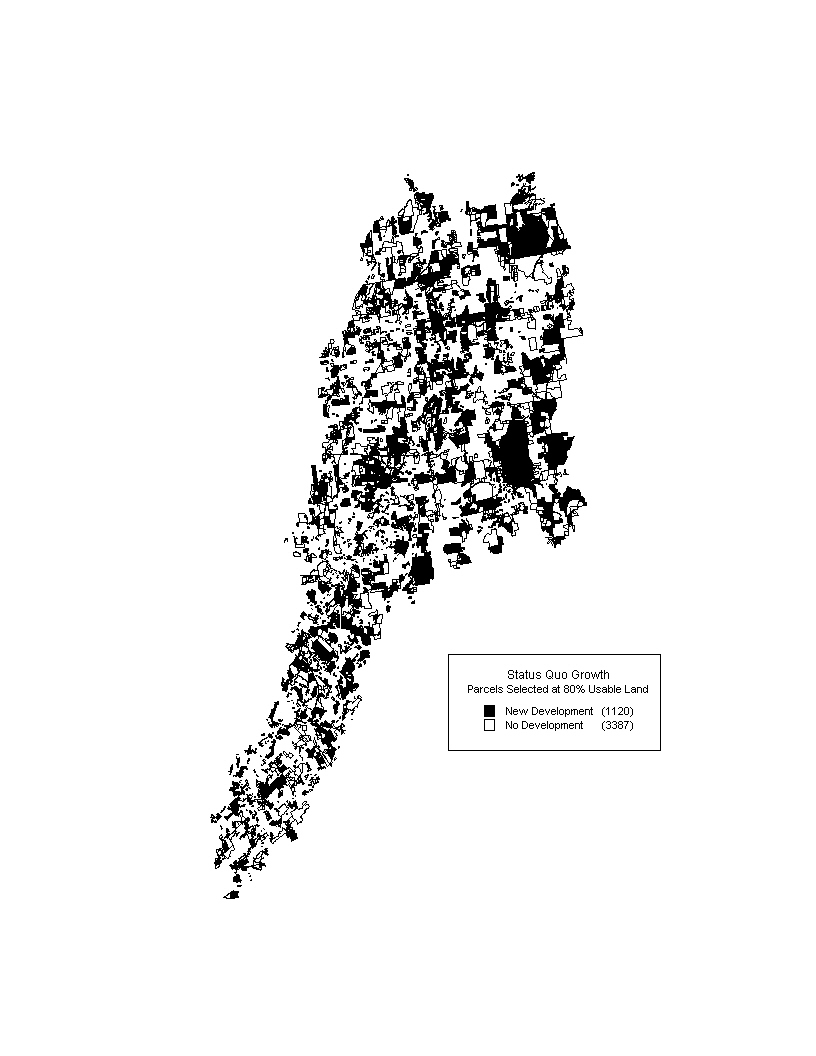 Status Quo Growth
Parcels Selected at 80% Usable Land
New Development (1120)
No Development (3387)